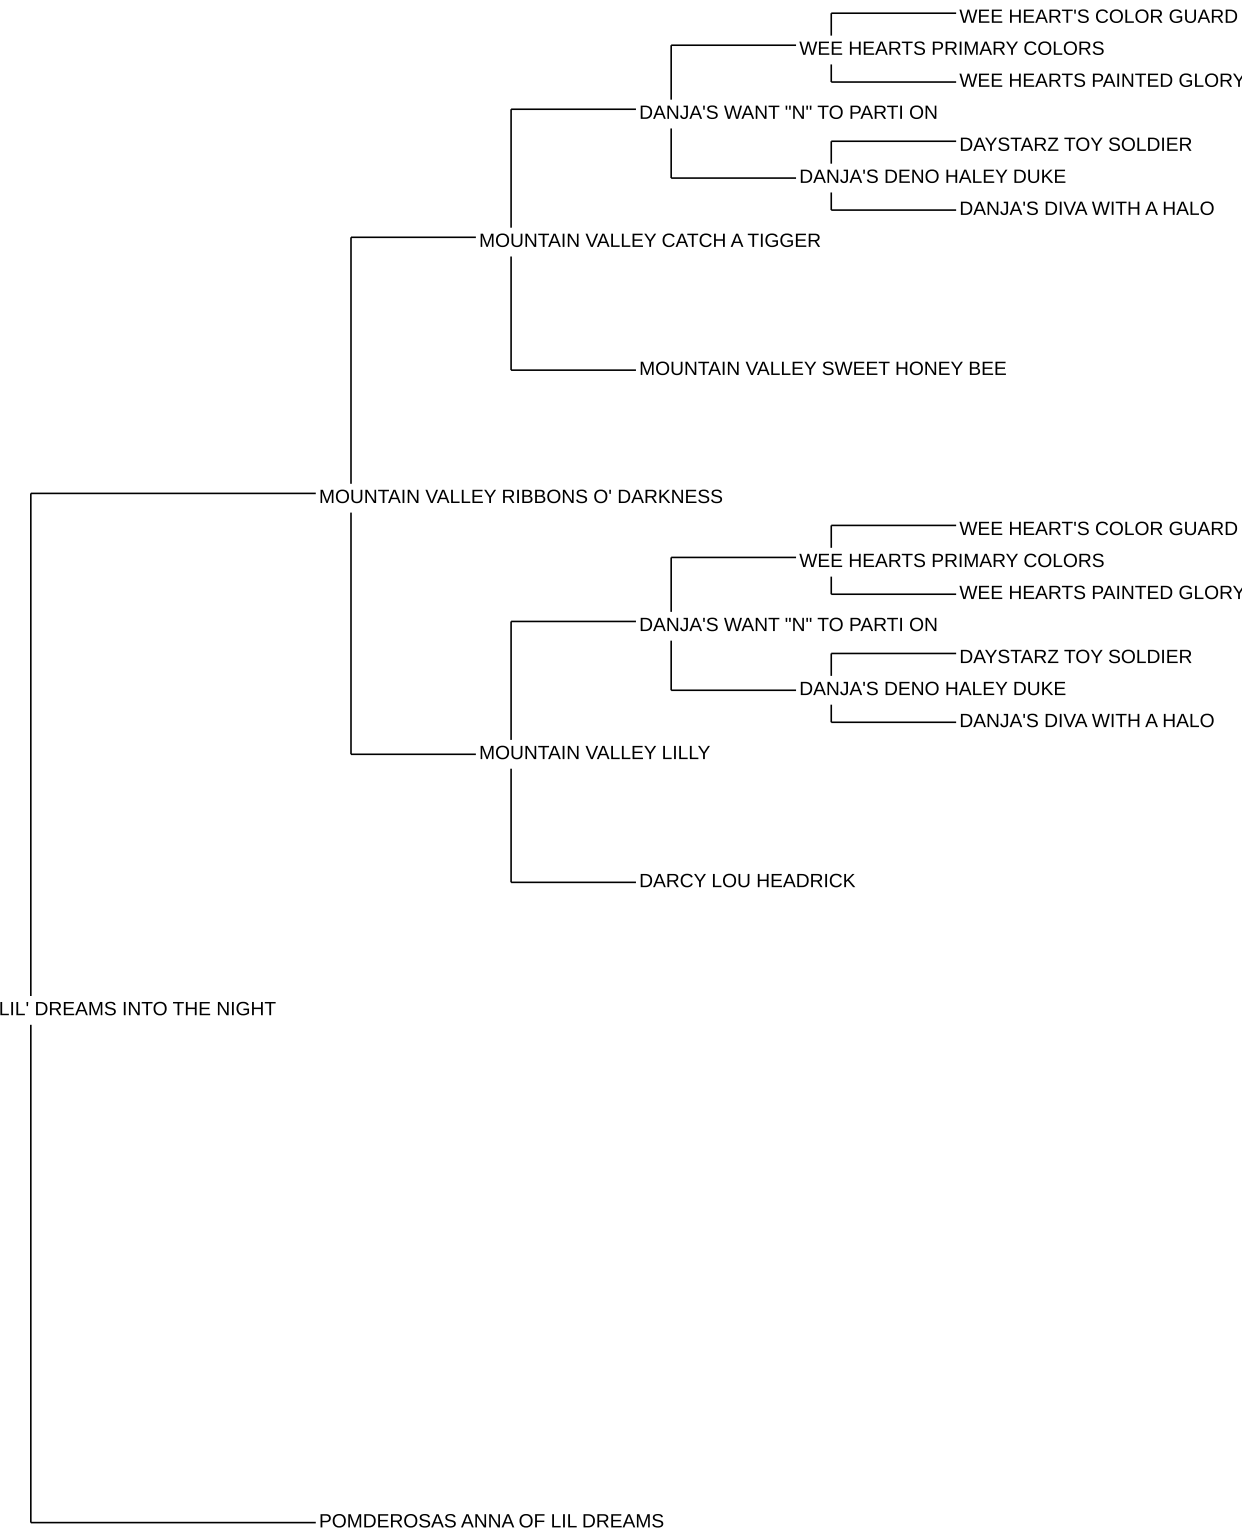 WEE HEART'S COLOR GUARD
WEE HEARTS PRIMARY COLORS
WEE HEARTS PAINTED GLORY
DANJA'S WANT "N" TO PARTI ON
DAYSTARZ TOY SOLDIER
DANJA'S DENO HALEY DUKE
DANJA'S DIVA WITH A HALO
MOUNTAIN VALLEY CATCH A TIGGER
MOUNTAIN VALLEY SWEET HONEY BEE
MOUNTAIN VALLEY RIBBONS O' DARKNESS
WEE HEART'S COLOR GUARD
WEE HEARTS PRIMARY COLORS
WEE HEARTS PAINTED GLORY
DANJA'S WANT "N" TO PARTI ON
DAYSTARZ TOY SOLDIER
DANJA'S DENO HALEY DUKE
DANJA'S DIVA WITH A HALO
MOUNTAIN VALLEY LILLY
DARCY LOU HEADRICK
LIL' DREAMS INTO THE NIGHT
POMDEROSAS ANNA OF LIL DREAMS